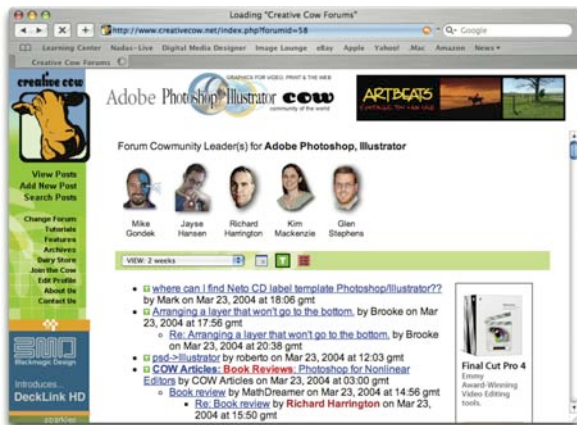 Loading "Creative Cow Forums"
http://www.creativecow.net/index.php?forumid=58
Google
Learning Center Nadas-Live Digital Media Designer Image Lounge eBay Apple Yahoo! .Mac Amazon News
Creative Cow Forums
creative cow
GRAPHICS FOR VIDEO, PRINT & THE WEB
Adobe Photoshop Illustrator cow
community of the world
ARTBEATS
Forum Cowmunity Leader(s) for Adobe Photoshop, Illustrator
Mike Gondek
Jayse Hansen
Richard Harrington
Kim Mackenzie
Glen Stephens
View Posts
Add New Post
Search Posts
Change Forum
Tutorials
Features
Archives
Dairy Store
Join the Cow
Edit Profile
About Us
Contact Us
Blackmagic Design
Introduces...
DeckLink HD
VIEW: 2 weeks
where can I find Neto CD label template Photoshop/Illustrator??
by Mark on Mar 23, 2004 at 18:06 gmt
Arranging a layer that won't go to the bottom. by Brooke on Mar
23, 2004 at 17:56 gmt
Re: Arranging a layer that won't go to the bottom. by Brooke
on Mar 23, 2004 at 20:38 gmt
psd->Illustrator by roberto on Mar 23, 2004 at 12:03 gmt
COW Articles: Book Reviews: Photoshop for Nonlinear
Editors by COW Articles on Mar 23, 2004 at 03:00 gmt
Book review by MathDreamer on Mar 23, 2004 at 14:56 gmt
Re: Book review by Richard Harrington on Mar 23,
2004 at 15:50 gmt
Final Cut Pro 4
Emmy
Award-Winning
Video Editing
tools.